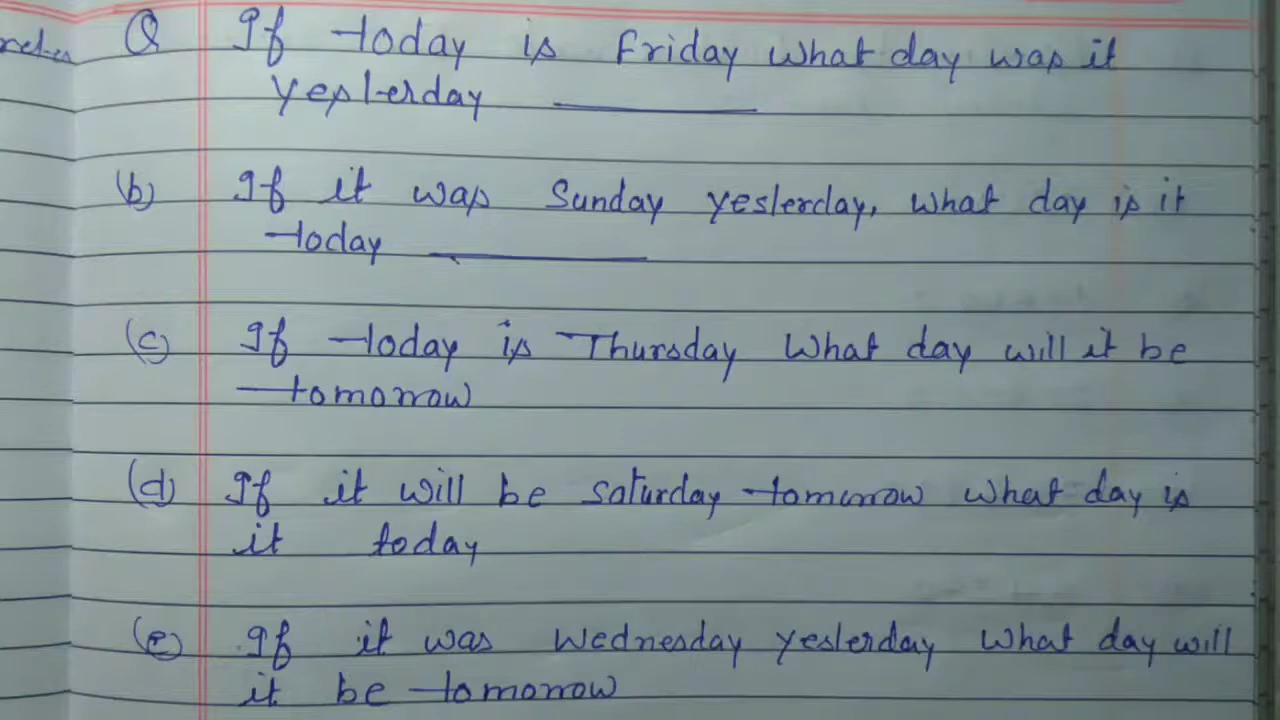 Q If today is Friday what day was it
yesterday ________
(b) If it was Sunday yesterday, what day is it
today ________
(c) If today is Thursday What day will it be
tomorrow
(d) If it will be saturday tomorrow what day is
it today
(e) If it was Wednesday yesterday what day will
it be tomorrow